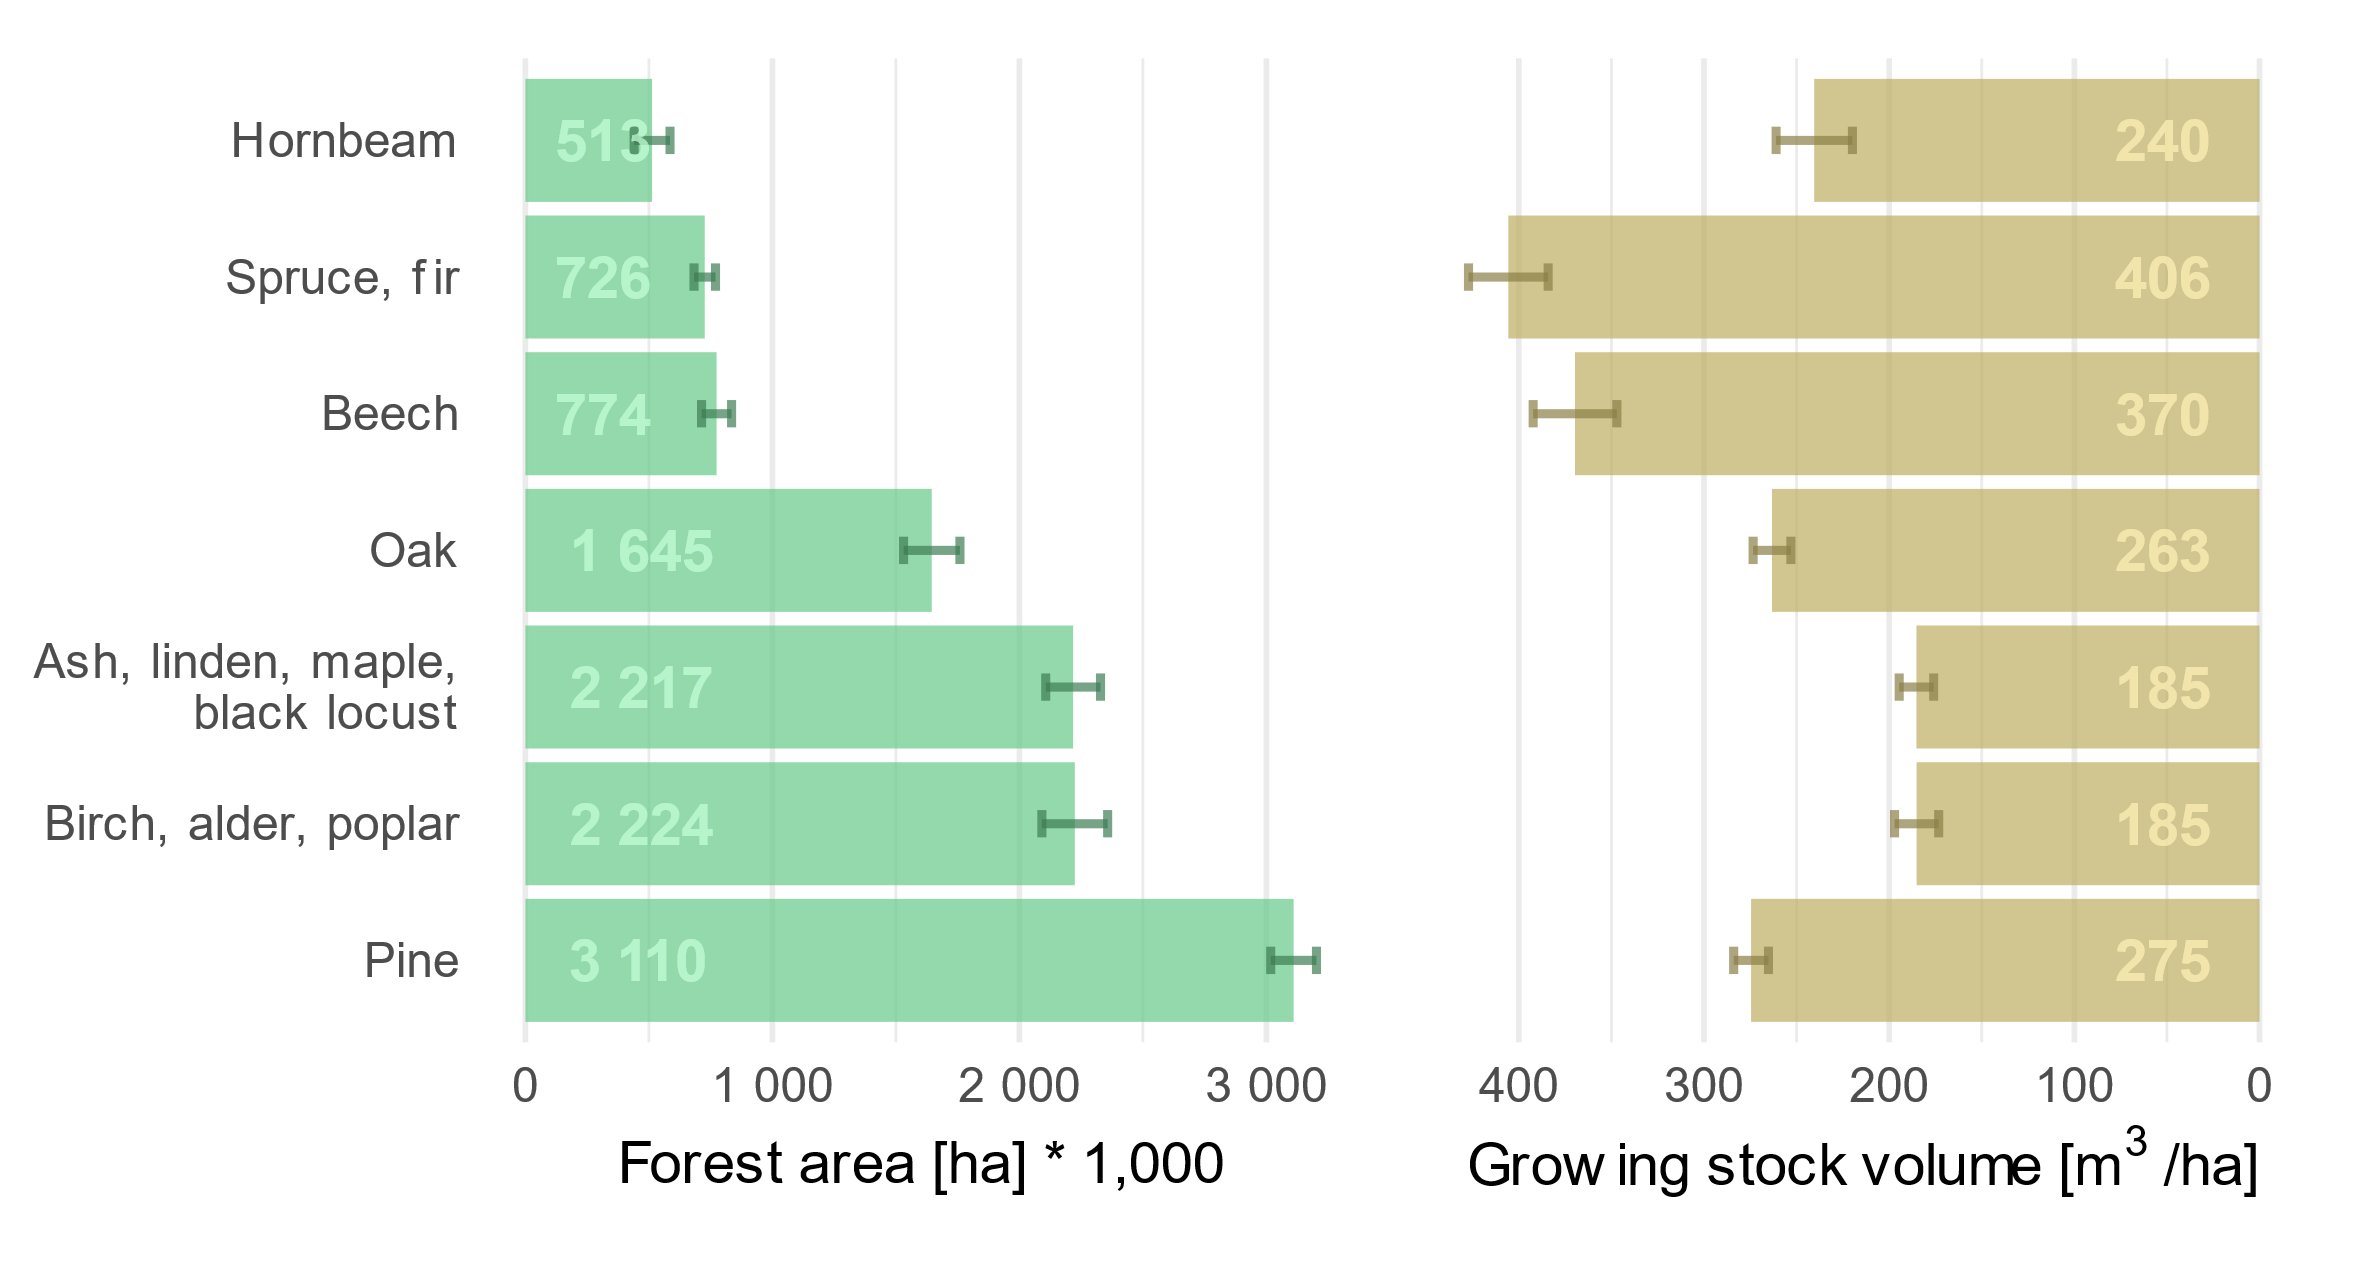 Hornbeam 513 240
Spruce, fir 726 406
Beech 774 370
Oak 1 645 263
Ash, linden, maple,
black locust 2 217 185
Birch, alder, poplar 2 224 185
Pine 3 110 275
0 1 000 2 000 3 000 400 300 200 100 0
Forest area [ha] * 1,000 Growing stock volume [m³ /ha]